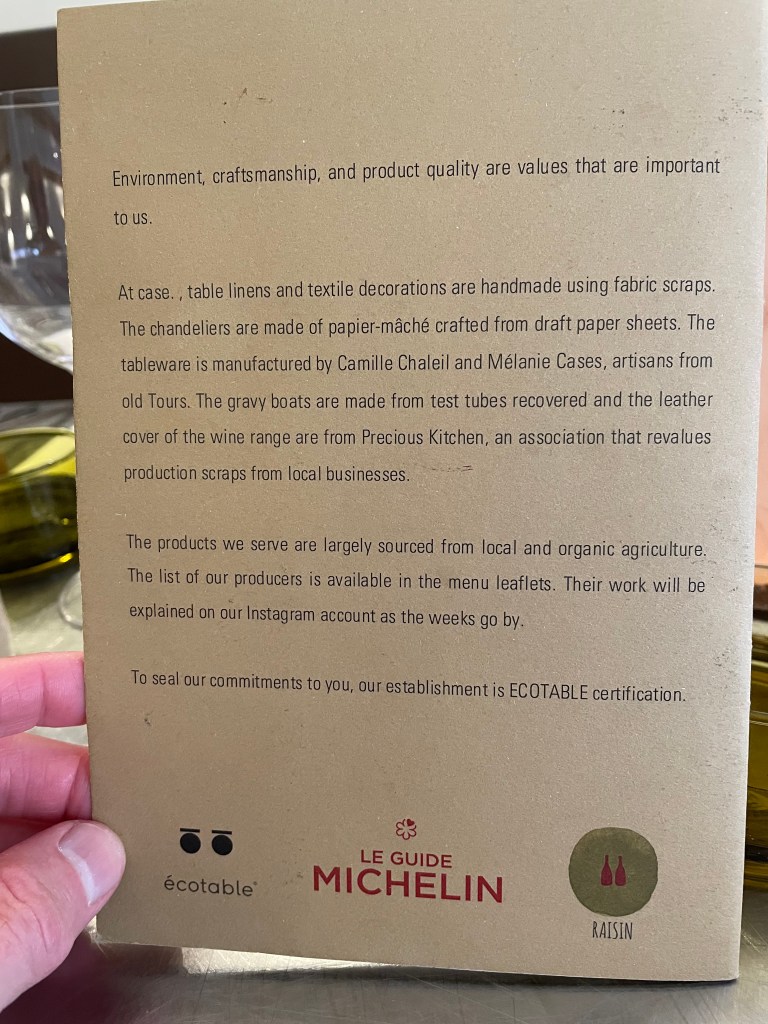 Environment, craftsmanship, and product quality are values that are important
to us.
At case. , table linens and textile decorations are handmade using fabric scraps.
The chandeliers are made of papier-mâché crafted from draft paper sheets. The
tableware is manufactured by Camille Chaleil and Mélanie Cases, artisans from
old Tours. The gravy boats are made from test tubes recovered and the leather
cover of the wine range are from Precious Kitchen, an association that revalues
production scraps from local businesses.
The products we serve are largely sourced from local and organic agriculture.
The list of our producers is available in the menu leaflets. Their work will be
explained on our Instagram account as the weeks go by.
To seal our commitments to you, our establishment is ECOTABLE certification.
écotable®
LE GUIDE
MICHELIN
RAISIN